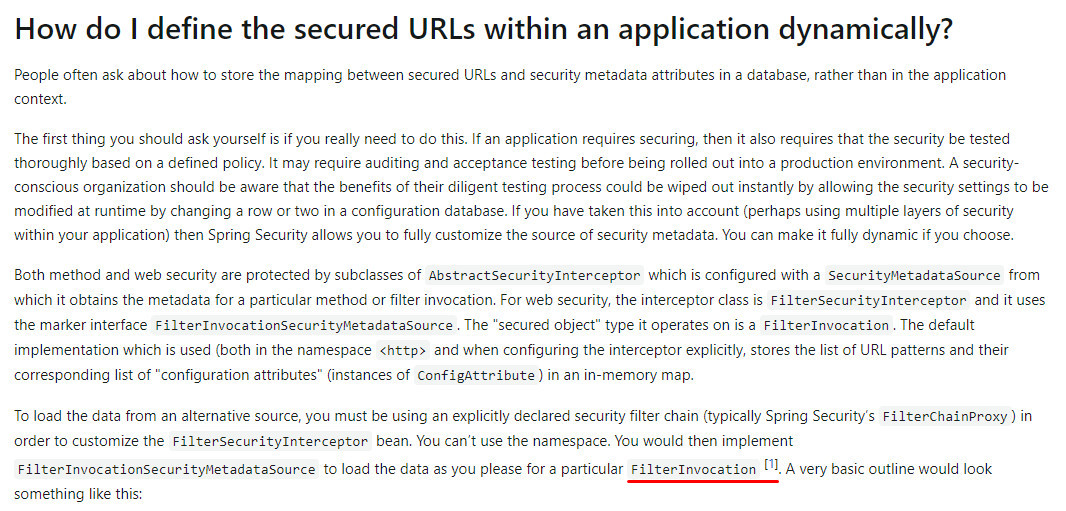 How do I define the secured URLs within an application dynamically?
People often ask about how to store the mapping between secured URLs and security metadata attributes in a database, rather than in the application
context.
The first thing you should ask yourself is if you really need to do this. If an application requires securing, then it also requires that the security be tested
thoroughly based on a defined policy. It may require auditing and acceptance testing before being rolled out into a production environment. A security-
conscious organization should be aware that the benefits of their diligent testing process could be wiped out instantly by allowing the security settings to be
modified at runtime by changing a row or two in a configuration database. If you have taken this into account (perhaps using multiple layers of security
within your application) then Spring Security allows you to fully customize the source of security metadata. You can make it fully dynamic if you choose.
Both method and web security are protected by subclasses of AbstractSecurityInterceptor which is configured with a SecurityMetadataSource from
which it obtains the metadata for a particular method or filter invocation. For web security, the interceptor class is FilterSecurityInterceptor and it uses
the marker interface FilterInvocationSecurityMetadataSource. The "secured object" type it operates on is a FilterInvocation. The default
implementation which is used (both in the namespace <http> and when configuring the interceptor explicitly, stores the list of URL patterns and their
corresponding list of "configuration attributes" (instances of ConfigAttribute) in an in-memory map.
To load the data from an alternative source, you must be using an explicitly declared security filter chain (typically Spring Security's FilterChainProxy) in
order to customize the FilterSecurityInterceptor bean. You can't use the namespace. You would then implement
FilterInvocationSecurityMetadataSource to load the data as you please for a particular FilterInvocation [1]. A very basic outline would look
something like this: